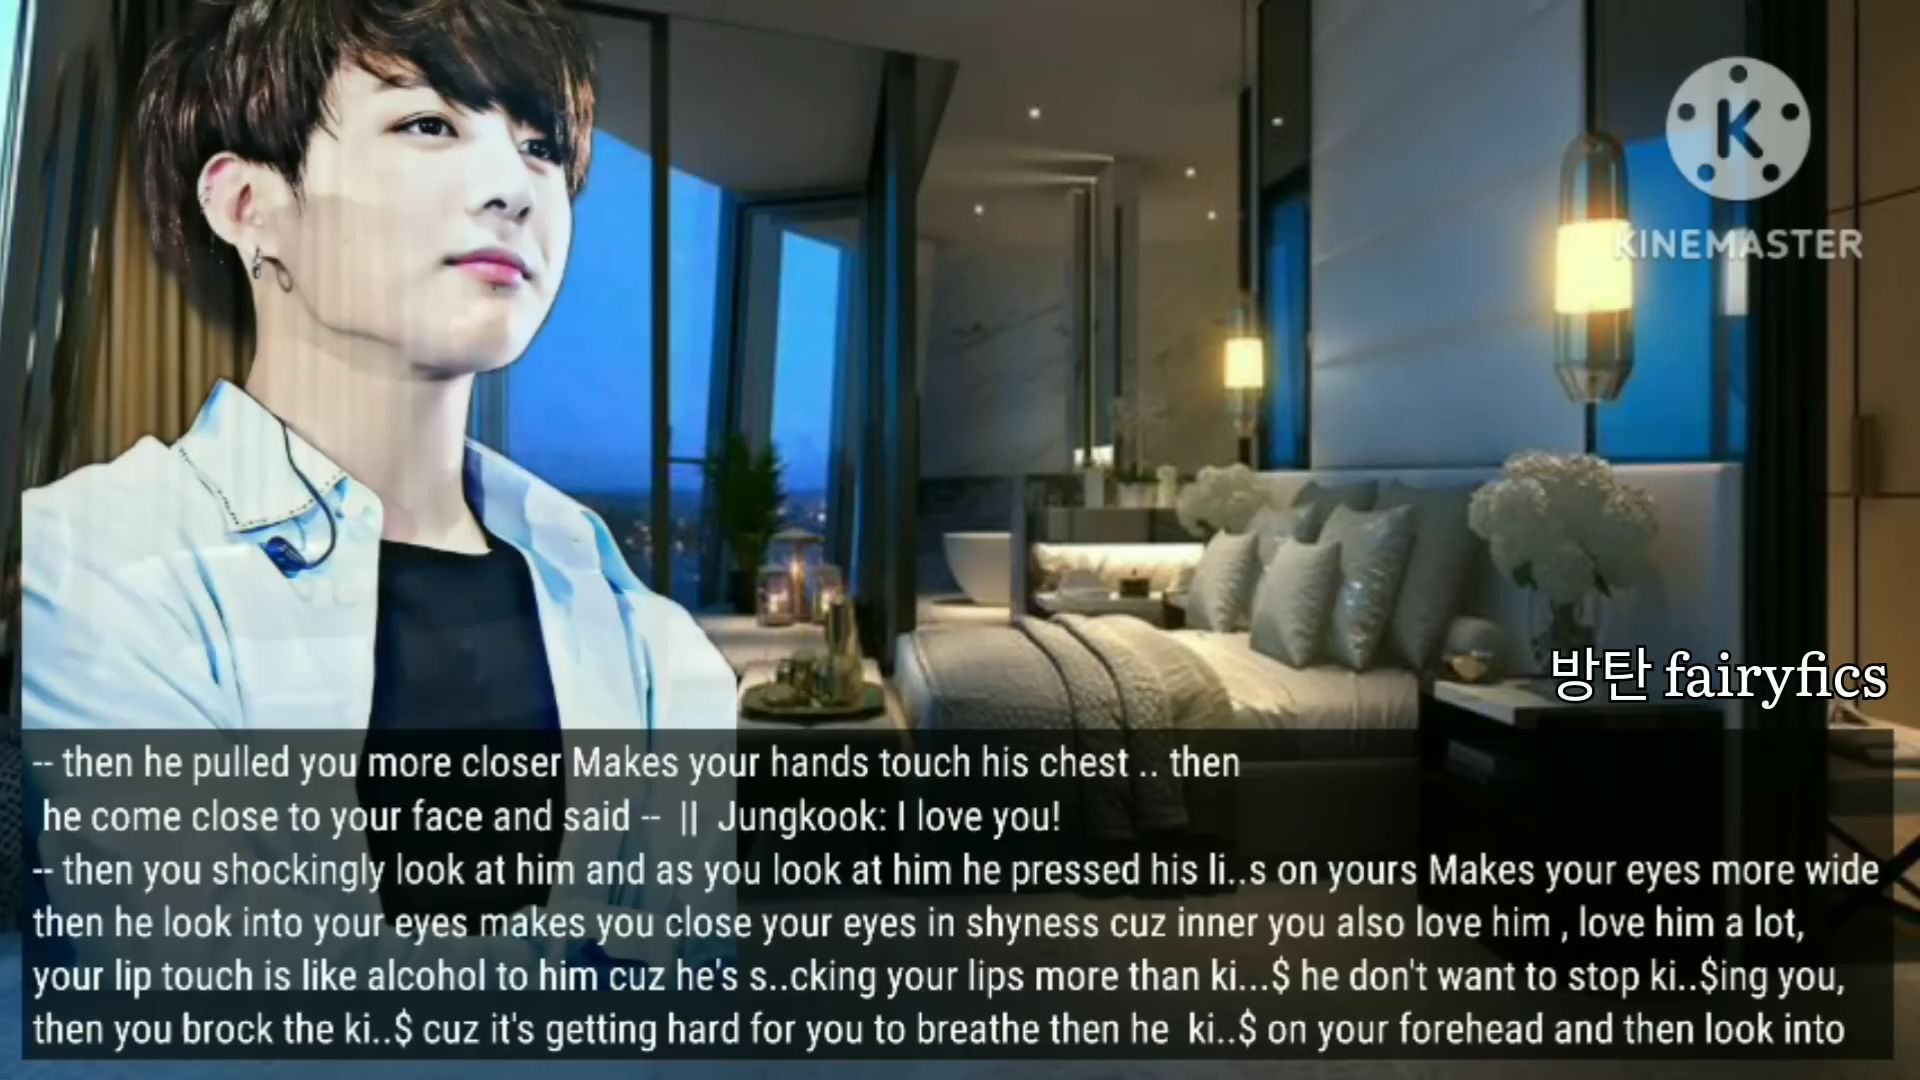 K
KINEMASTER
방탄 fairyfics
-- then he pulled you more closer Makes your hands touch his chest .. then
he come close to your face and said -- || Jungkook: I love you!
-- then you shockingly look at him and as you look at him he pressed his li..s on yours Makes your eyes more wide
then he look into your eyes makes you close your eyes in shyness cuz inner you also love him , love him a lot,
your lip touch is like alcohol to him cuz he's s..cking your lips more than ki...$ he don't want to stop ki..$ing you,
then you brock the ki..$ cuz it's getting hard for you to breathe then he ki..$ on your forehead and then look into